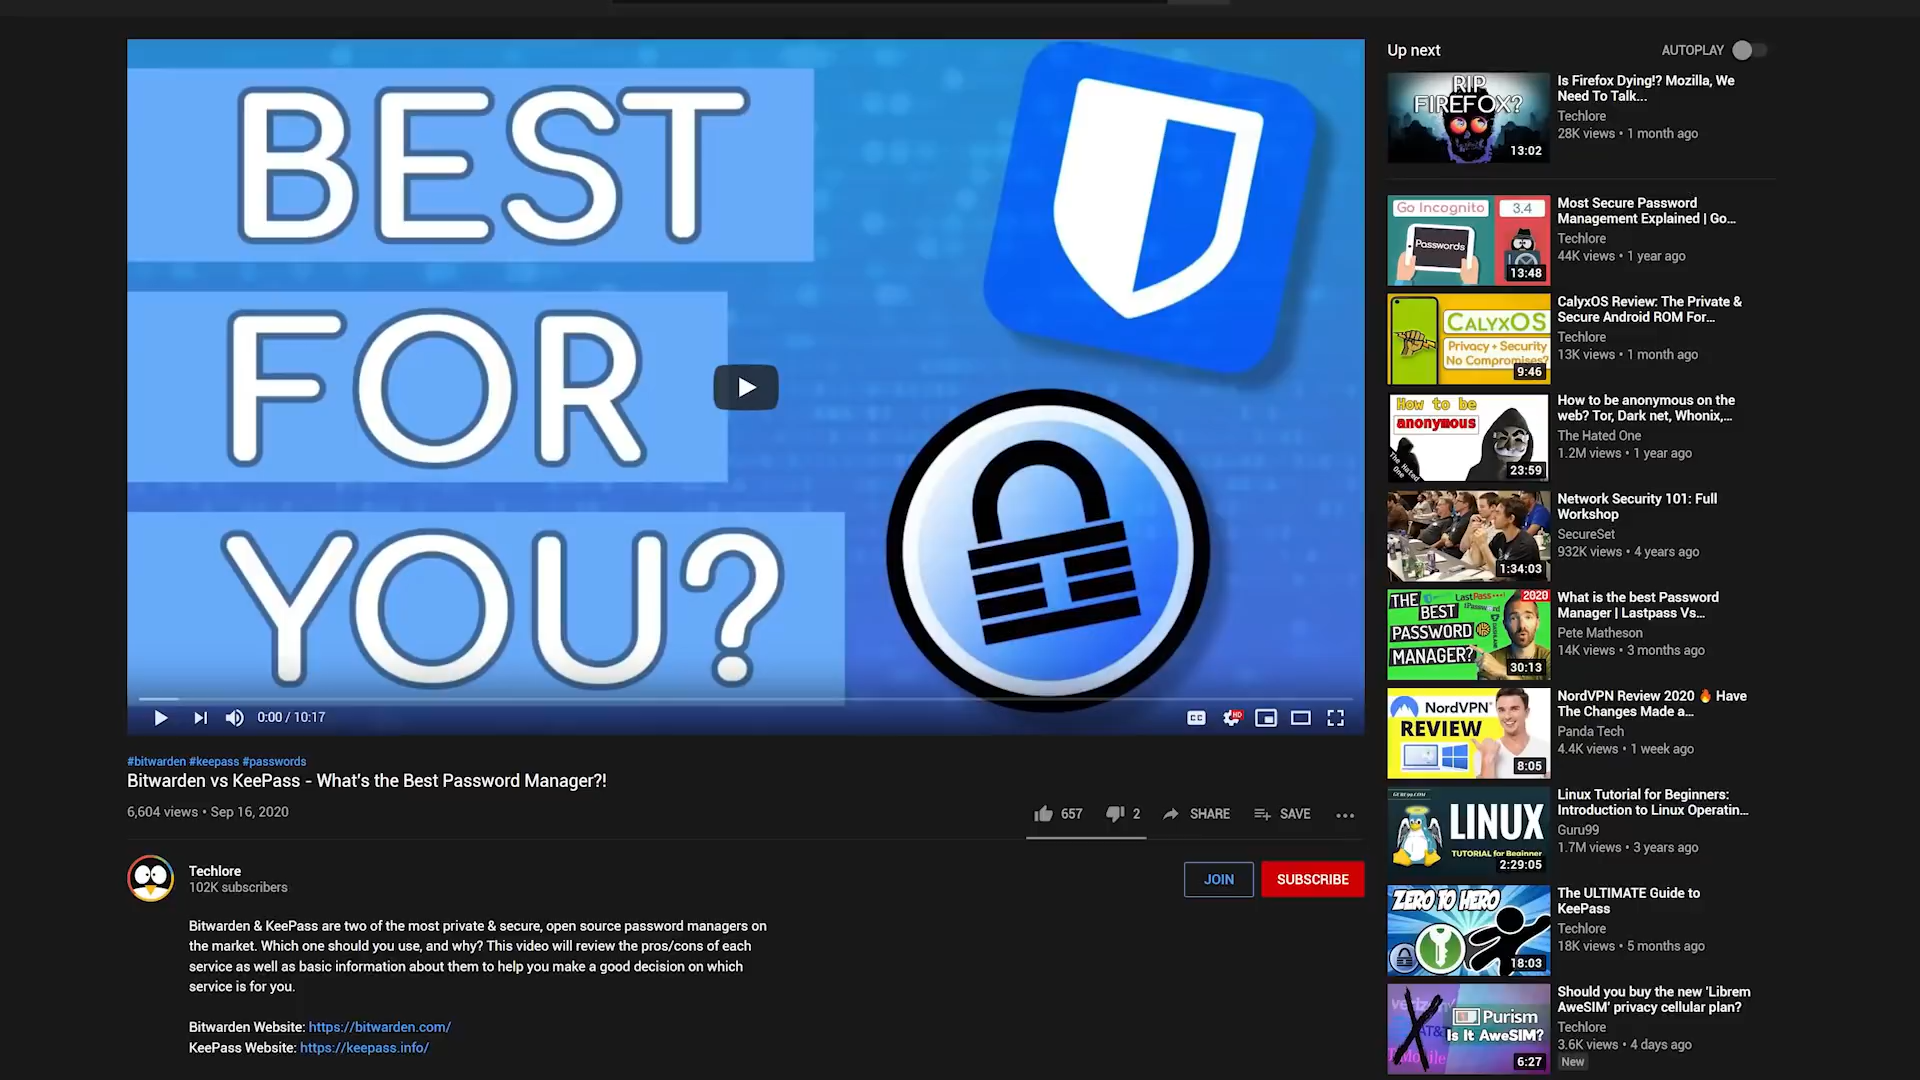 BEST
FOR
YOU?
0:00 / 10:17
CC
HD
#bitwarden #keepass #passwords
Bitwarden vs KeePass - What's the Best Password Manager?!
6,604 views • Sep 16, 2020
657
2
SHARE
SAVE
Techlore
102K subscribers
JOIN
SUBSCRIBE
Bitwarden & KeePass are two of the most private & secure, open source password managers on
the market. Which one should you use, and why? This video will review the pros/cons of each
service as well as basic information about them to help you make a good decision on which
service is for you.
Bitwarden Website: https://bitwarden.com/
KeePass Website: https://keepass.info/
Up next
AUTOPLAY
RIP
FIREFOX?
13:02
Is Firefox Dying!? Mozilla, We
Need To Talk...
Techlore
28K views • 1 month ago
Go Incognito
3.4
Passwords
13:48
Most Secure Password
Management Explained | Go...
Techlore
44K views • 1 year ago
CALYXOS
Privacy + Security
No Compromises?
9:46
CalyxOS Review: The Private &
Secure Android ROM For...
Techlore
13K views • 1 month ago
How to be
anonymous
The Hated
One
23:59
How to be anonymous on the
web? Tor, Dark net, Whonix,...
The Hated One
1.2M views • 1 year ago
1:34:03
Network Security 101: Full
Workshop
SecureSet
932K views • 4 years ago
THE
BEST
PASSWORD
MANAGER?
LastPass
1Password
2020
30:13
What is the best Password
Manager | Lastpass Vs...
Pete Matheson
14K views • 3 months ago
NordVPN
REVIEW
8:05
NordVPN Review 2020 🔥 Have
The Changes Made a...
Panda Tech
4.4K views • 1 week ago
GURU99.COM
LINUX
TUTORIAL for Beginner
2:29:05
Linux Tutorial for Beginners:
Introduction to Linux Operatin...
Guru99
1.7M views • 3 years ago
ZERO TO HERO
18:03
The ULTIMATE Guide to
KeePass
Techlore
18K views • 5 months ago
AT&T
Purism
Is It AweSIM?
6:27
Should you buy the new 'Librem
AweSIM' privacy cellular plan?
Techlore
3.6K views • 4 days ago
New